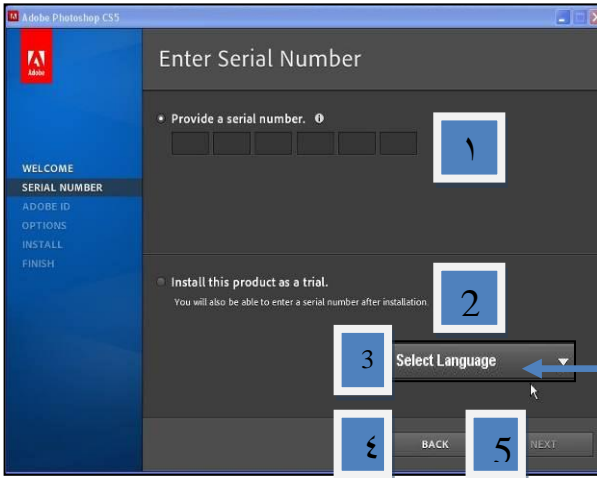 Adobe Photoshop CS5
Adobe
Enter Serial Number
Provide a serial number.
١
WELCOME
SERIAL NUMBER
ADOBE ID
OPTIONS
INSTALL
FINISH
Install this product as a trial.
You will also be able to enter a serial number after installation.
2
3
Select Language
٤
BACK
5
NEXT